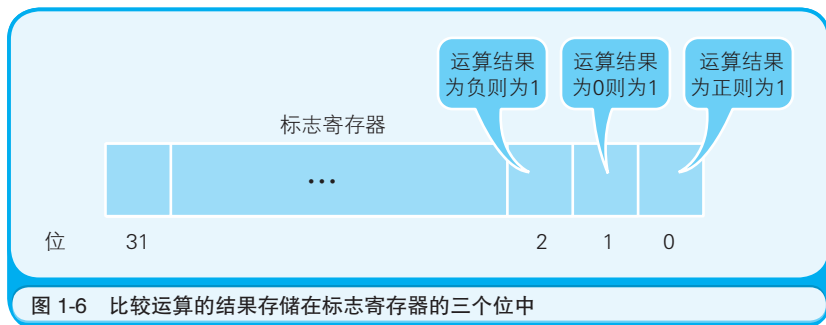 运算结果
为负则为1
运算结果
为0则为1
运算结果
为正则为1
标志寄存器
...
位 31 2 1 0
图 1-6 比较运算的结果存储在标志寄存器的三个位中